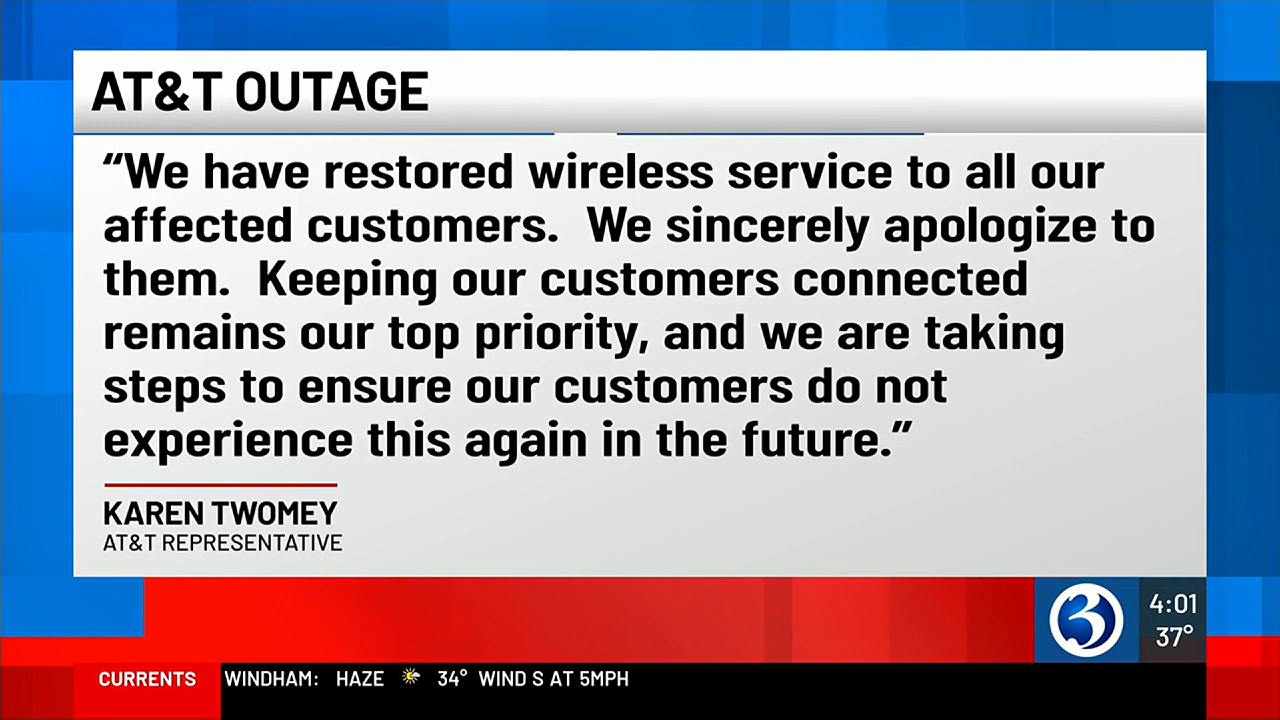 AT&T OUTAGE
“We have restored wireless service to all our
affected customers.  We sincerely apologize to
them.  Keeping our customers connected
remains our top priority, and we are taking
steps to ensure our customers do not
experience this again in the future.”
KAREN TWOMEY
AT&T REPRESENTATIVE
3
4:01
37°
CURRENTS WINDHAM: HAZE 34° WIND S AT 5MPH